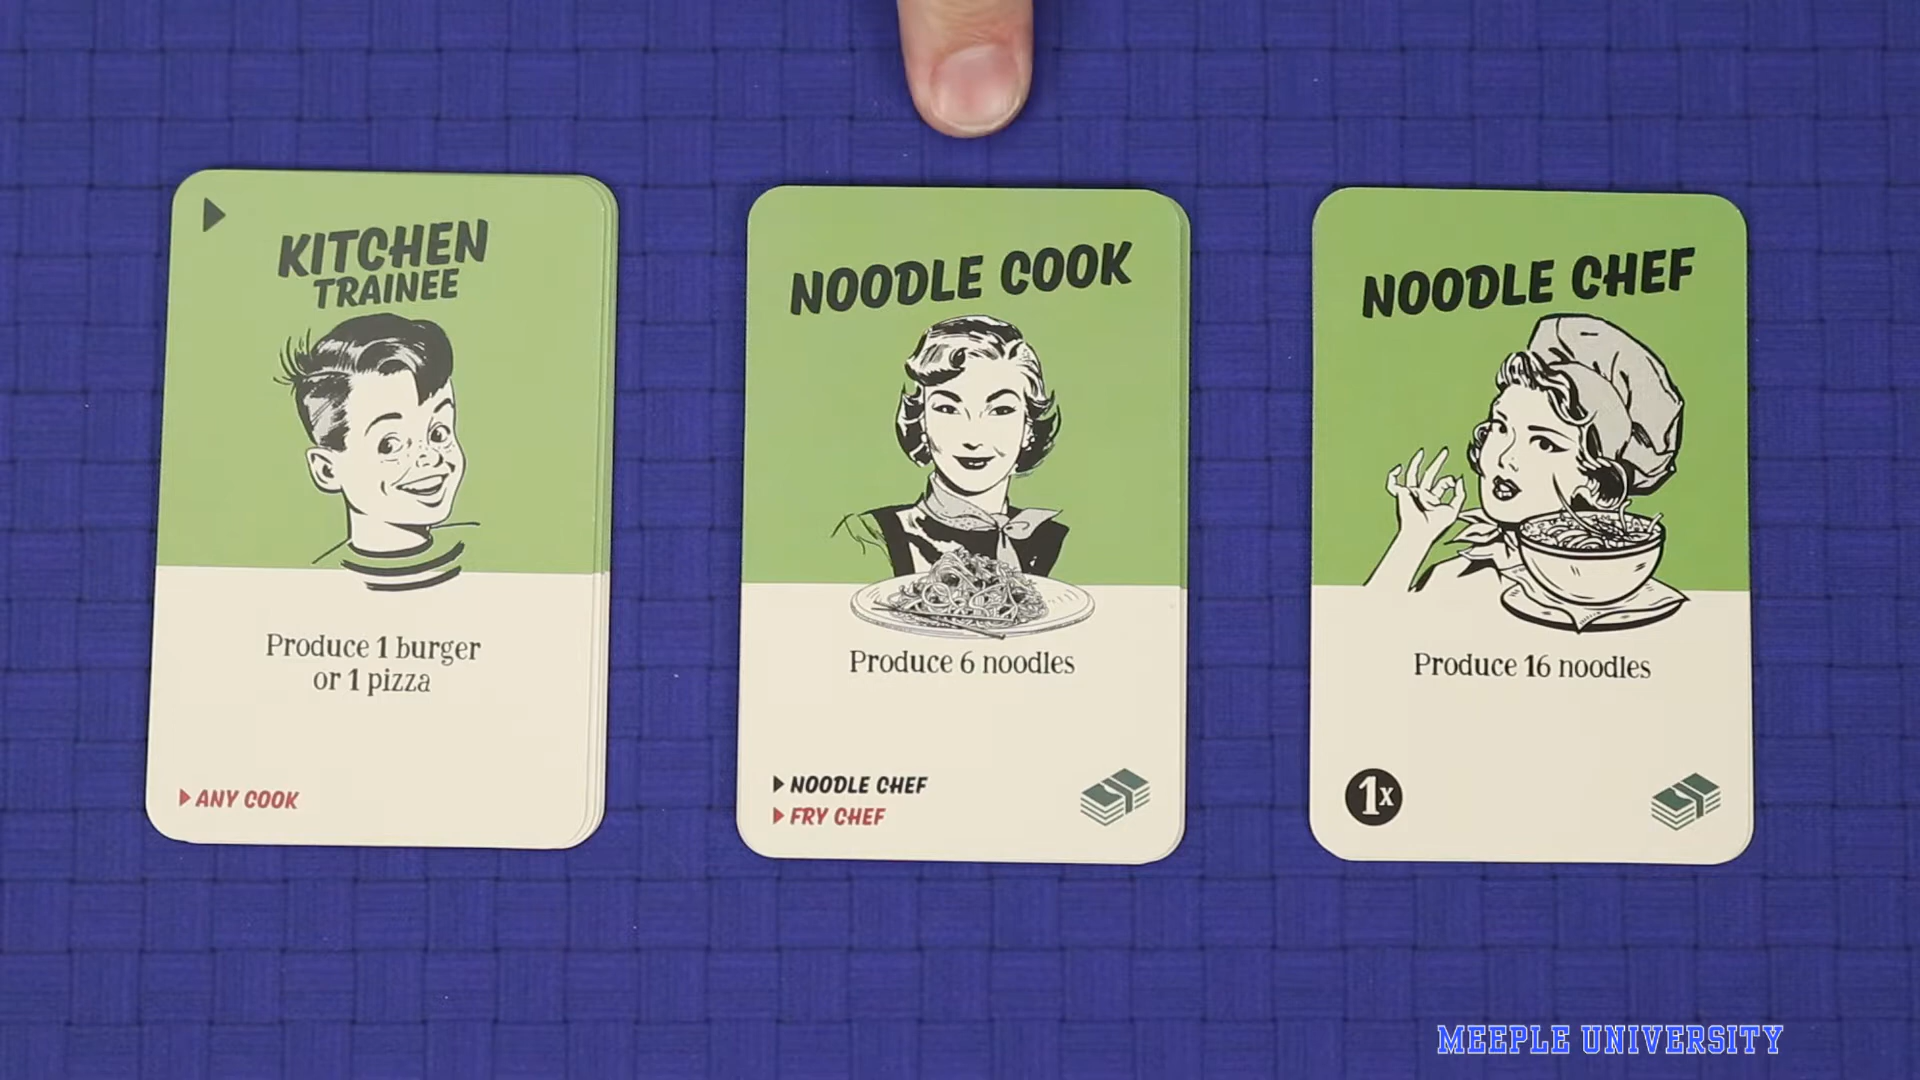 KITCHEN
TRAINEE
Produce 1 burger
or 1 pizza
ANY COOK
NOODLE COOK
Produce 6 noodles
NOODLE CHEF
FRY CHEF
NOODLE CHEF
Produce 16 noodles
1x
MEEPLE UNIVERSITY